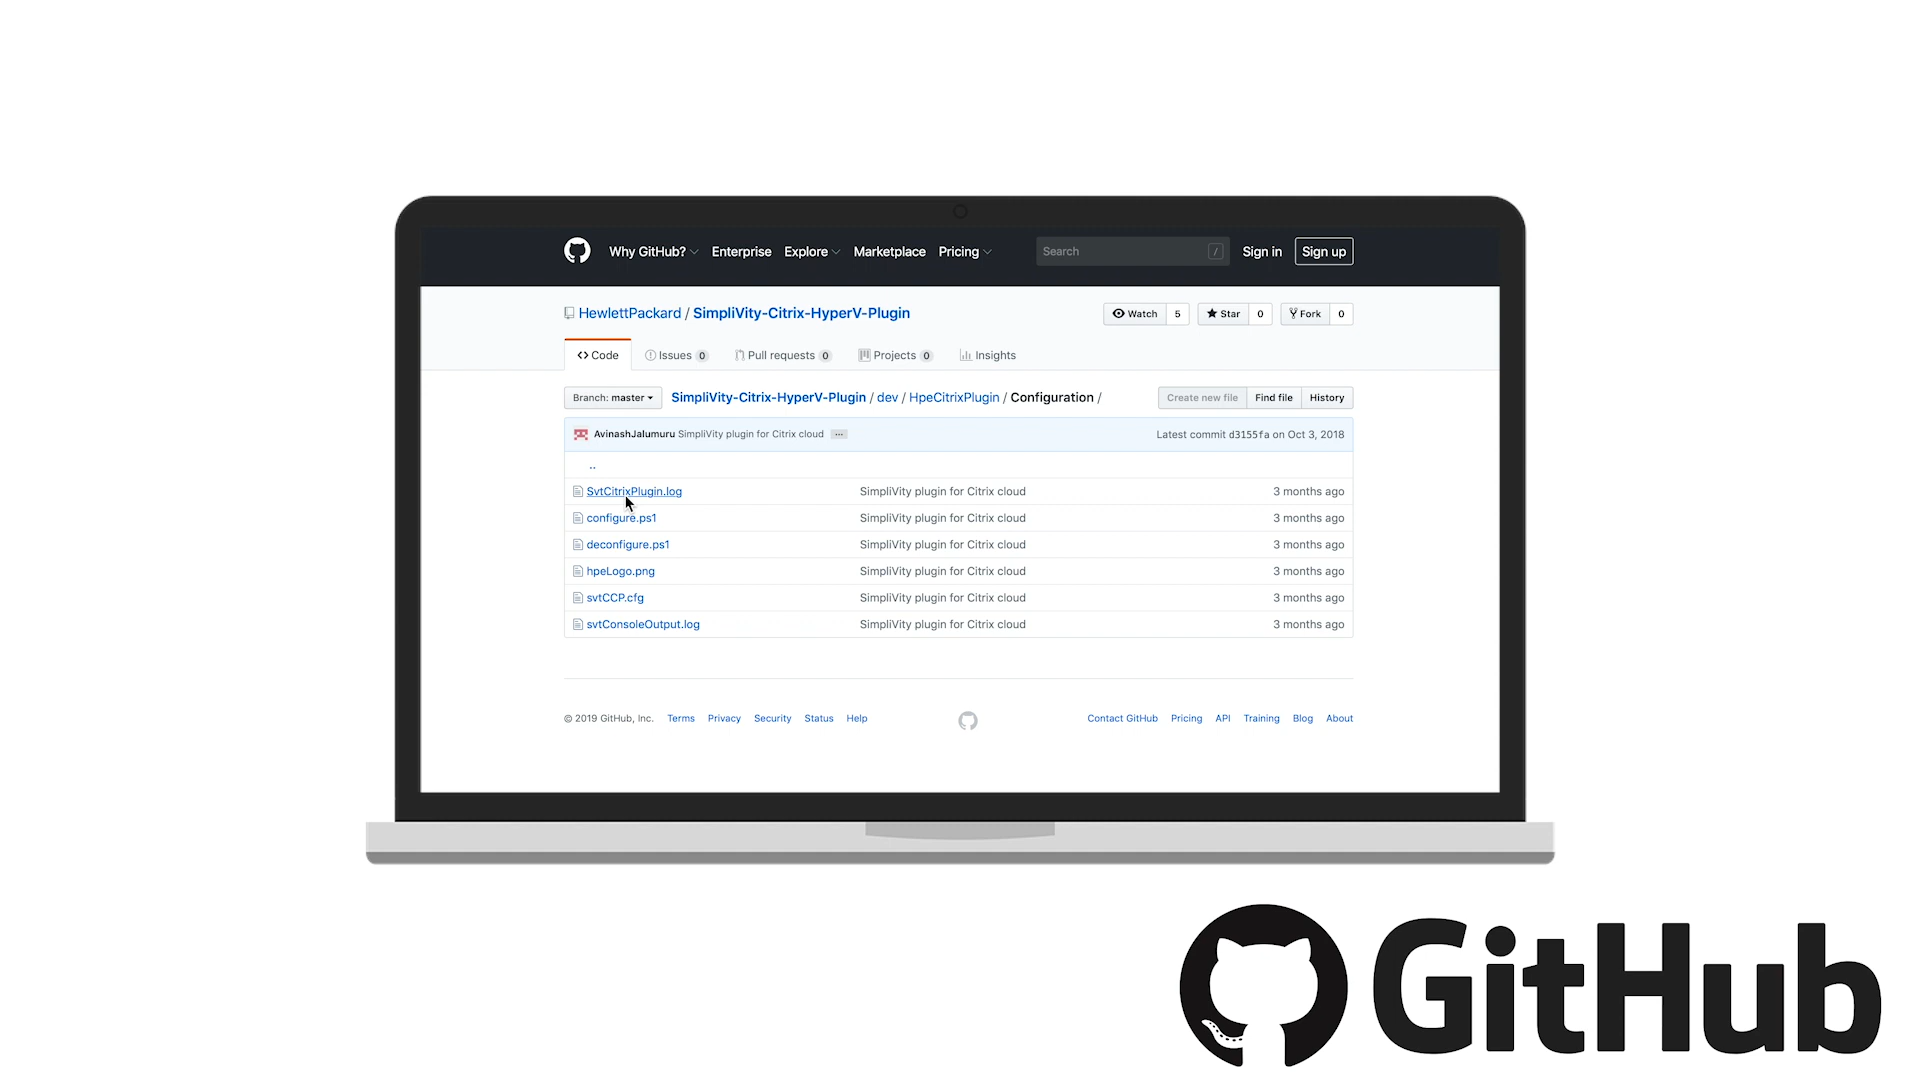 Why GitHub? Enterprise Explore Marketplace Pricing Search / Sign in Sign up
HewlettPackard / SimpliVity-Citrix-HyperV-Plugin Watch 5 Star 0 Fork 0
Code Issues 0 Pull requests 0 Projects 0 Insights
Branch: master SimpliVity-Citrix-HyperV-Plugin / dev / HpeCitrixPlugin / Configuration / Create new file Find file History
AvinashJalumuru SimpliVity plugin for Citrix cloud ... Latest commit d3155fa on Oct 3, 2018
..
SvtCitrixPlugin.log SimpliVity plugin for Citrix cloud 3 months ago
configure.ps1 SimpliVity plugin for Citrix cloud 3 months ago
deconfigure.ps1 SimpliVity plugin for Citrix cloud 3 months ago
hpeLogo.png SimpliVity plugin for Citrix cloud 3 months ago
svtCCP.cfg SimpliVity plugin for Citrix cloud 3 months ago
svtConsoleOutput.log SimpliVity plugin for Citrix cloud 3 months ago
© 2019 GitHub, Inc. Terms Privacy Security Status Help Contact GitHub Pricing API Training Blog About
GitHub